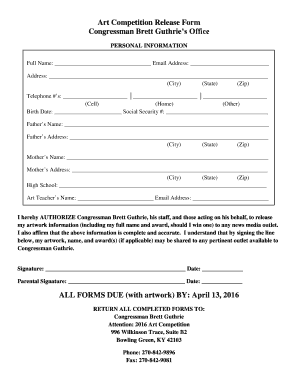 Art Competition Release Form
Congressman Brett Guthrie's Office
PERSONAL INFORMATION
Full Name: Email Address:
Address:
(City) (State) (Zip)
Telephone #'s:
(Cell) (Home) (Other)
Birth Date: Social Security #:
Father's Name:
Father's Address:
(City) (State) (Zip)
Mother's Name:
Mother's Address:
(City) (State) (Zip)
High School:
Art Teacher's Name: Email Address:
I hereby AUTHORIZE Congressman Brett Guthrie, his staff, and those acting on his behalf, to release
my artwork information (including my full name and award, should I win one) to any news media outlet.
I also affirm that the above information is complete and accurate. I understand that by signing the line
below, my artwork, name, and award(s) (if applicable) may be shared to any pertinent outlet available to
Congressman Guthrie.
Signature: Date:
Parental Signature: Date:
ALL FORMS DUE (with artwork) BY: April 13, 2016
RETURN ALL COMPLETED FORMS TO:
Congressman Brett Guthrie
Attention: 2016 Art Competition
996 Wilkinson Trace, Suite B2
Bowling Green, KY 42103
Phone: 270-842-9896
Fax: 270-842-9081